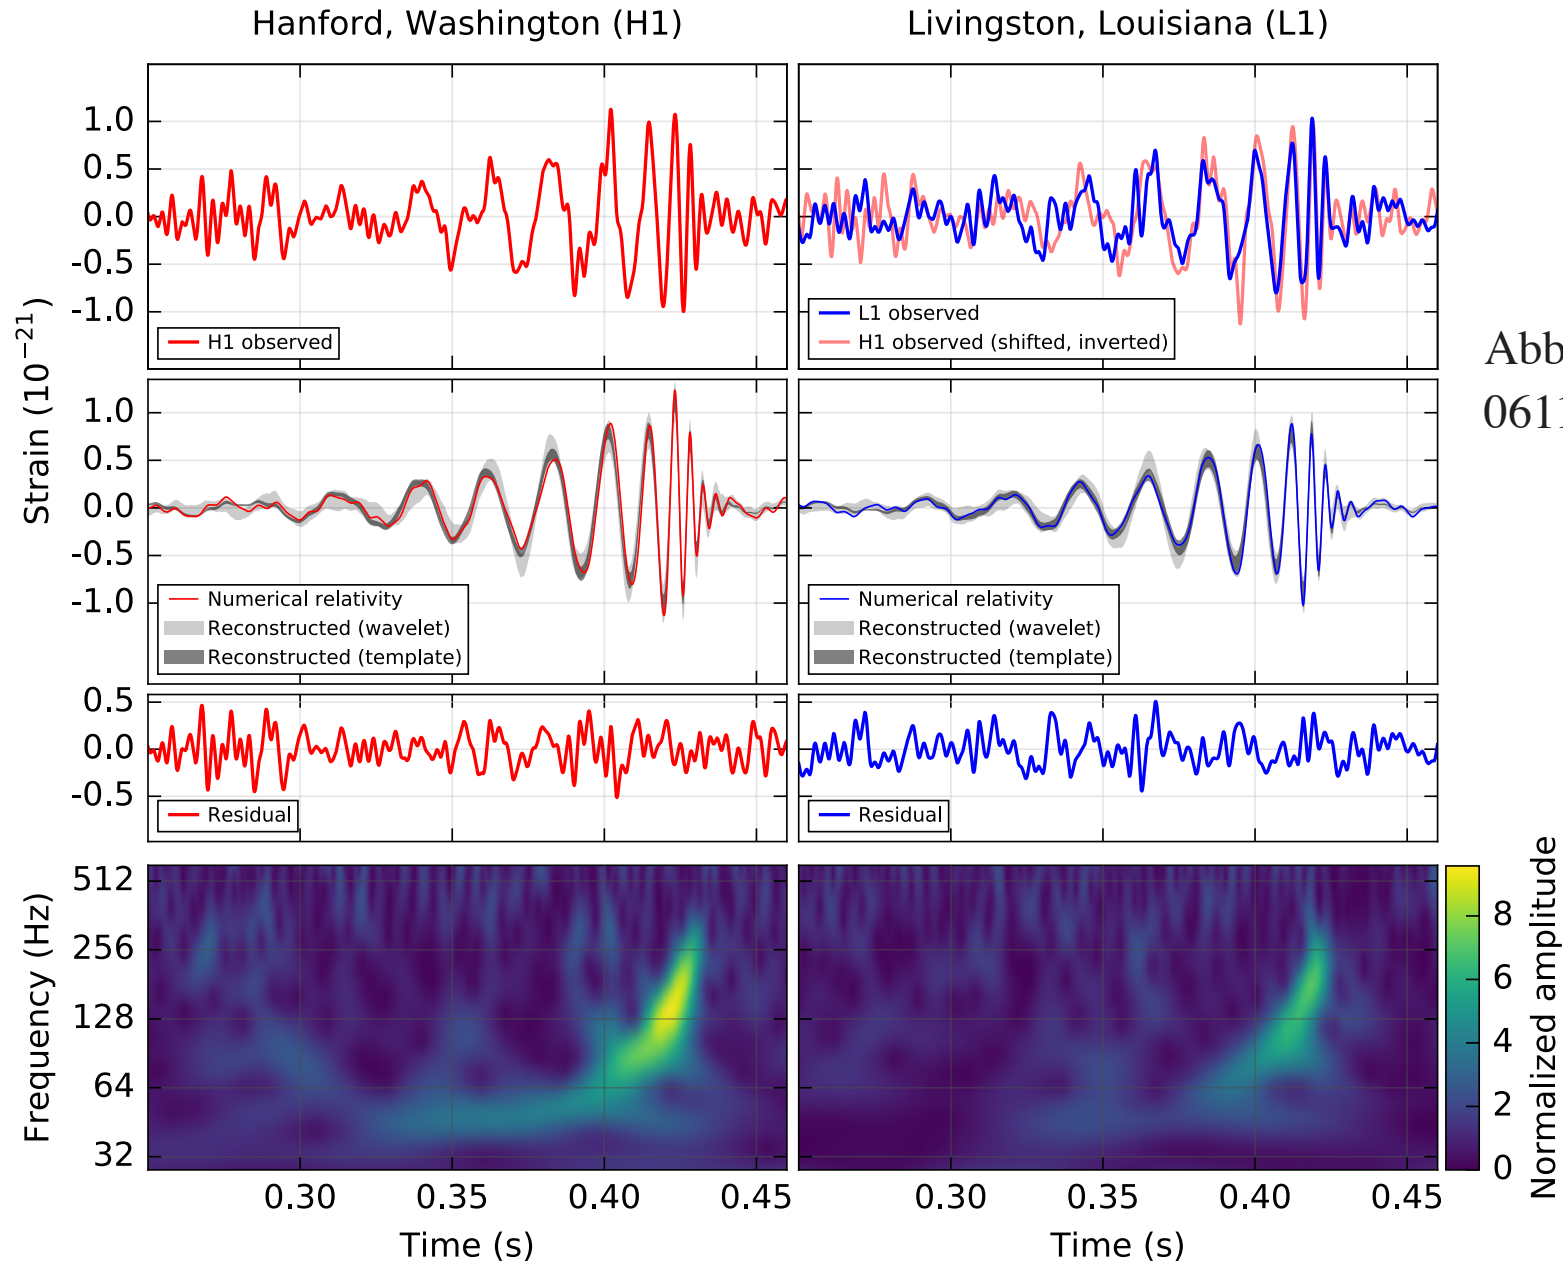 Hanford, Washington (H1)
Livingston, Louisiana (L1)
Strain (10⁻²¹)
1.0
0.5
0.0
-0.5
-1.0
H1 observed
L1 observed
H1 observed (shifted, inverted)
Abb
061
1.0
0.5
0.0
-0.5
-1.0
Numerical relativity
Reconstructed (wavelet)
Reconstructed (template)
Numerical relativity
Reconstructed (wavelet)
Reconstructed (template)
0.5
0.0
-0.5
Residual
Residual
Frequency (Hz)
512
256
128
64
32
Normalized amplitude
8
6
4
2
0
0.30 0.35 0.40 0.45
0.30 0.35 0.40 0.45
Time (s)
Time (s)